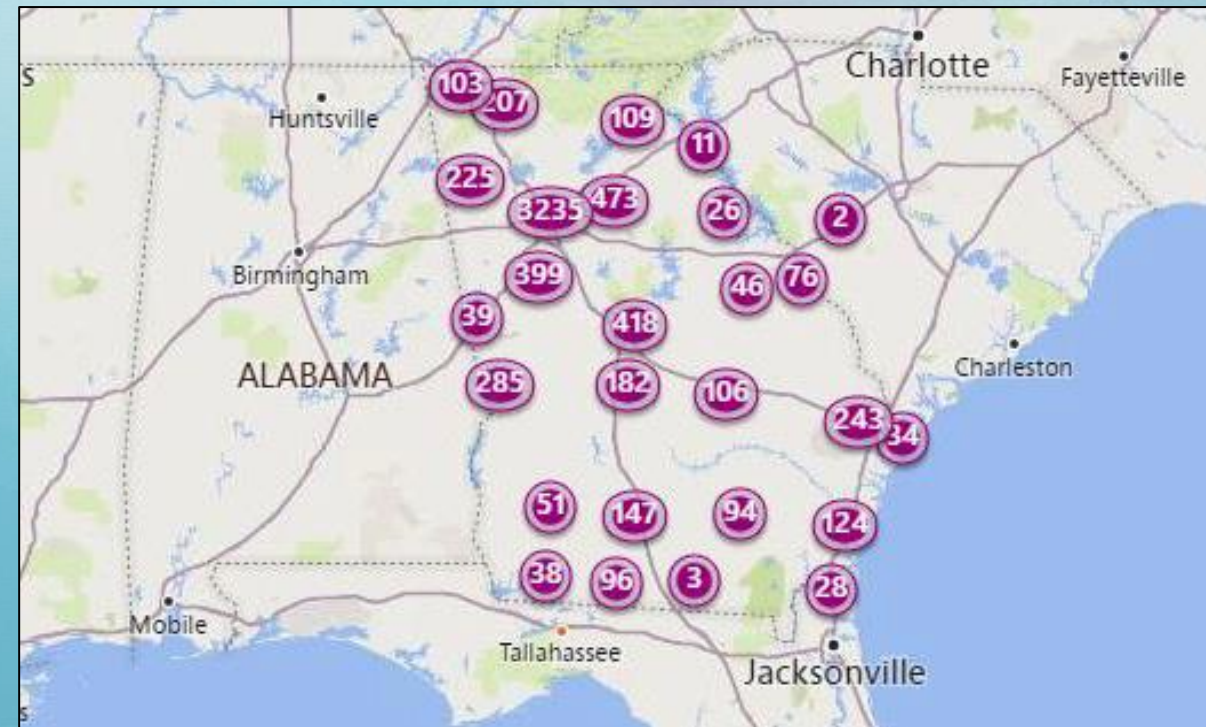 Charlotte
Fayetteville
s
Huntsville
103
207
109
11
225
3235
473
26
2
Birmingham
399
46
76
39
418
Charleston
ALABAMA
285
182
106
243
34
51
147
94
124
38
96
3
28
Mobile
Tallahassee
Jacksonville
s